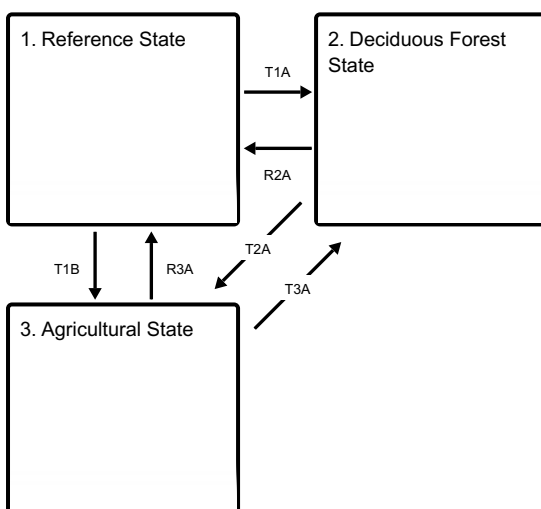 1. Reference State
2. Deciduous Forest
State
T1A
R2A
T1B
R3A
T2A
T3A
3. Agricultural State